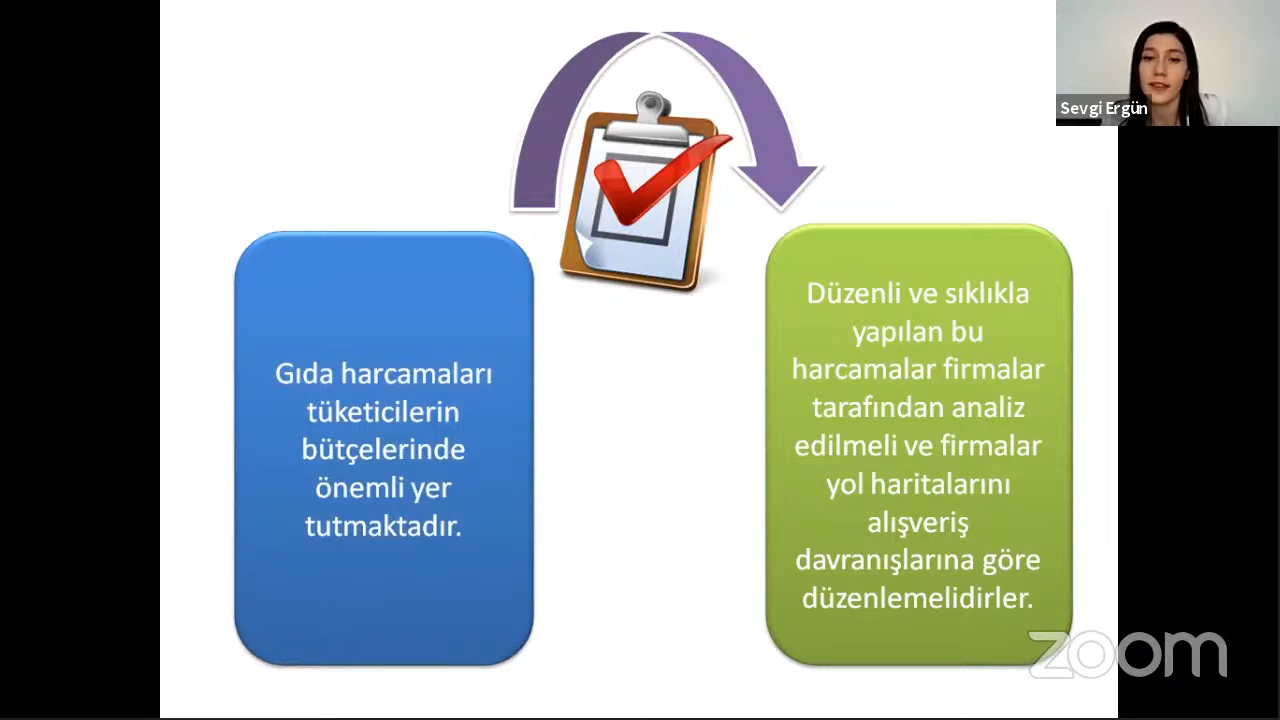 Sevgi Ergün
Gıda harcamaları
tüketicilerin
bütçelerinde
önemli yer
tutmaktadır.
Düzenli ve sıklıkla
yapılan bu
harcamalar firmalar
tarafından analiz
edilmeli ve firmalar
yol haritalarını
alışveriş
davranışlarına göre
düzenlemelidirler.
zoom